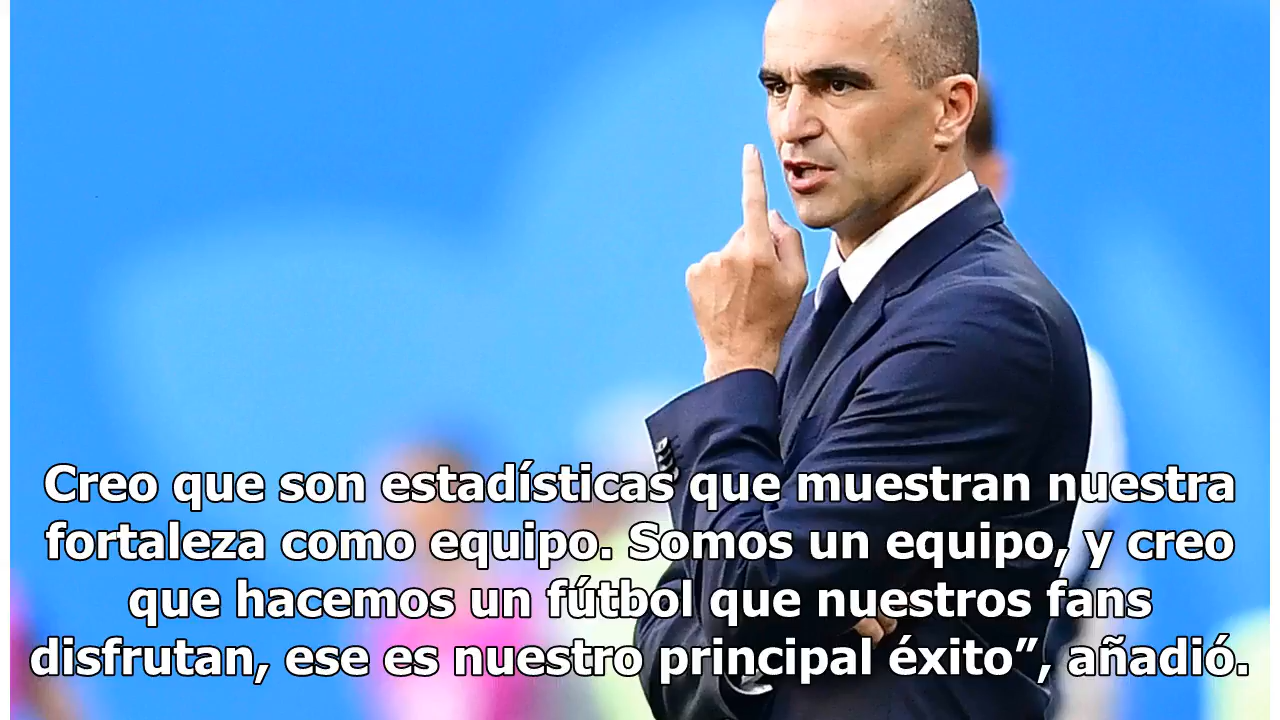 Creo que son estadísticas que muestran nuestra
fortaleza como equipo. Somos un equipo, y creo
que hacemos un fútbol que nuestros fans
disfrutan, ese es nuestro principal éxito”, añadió.